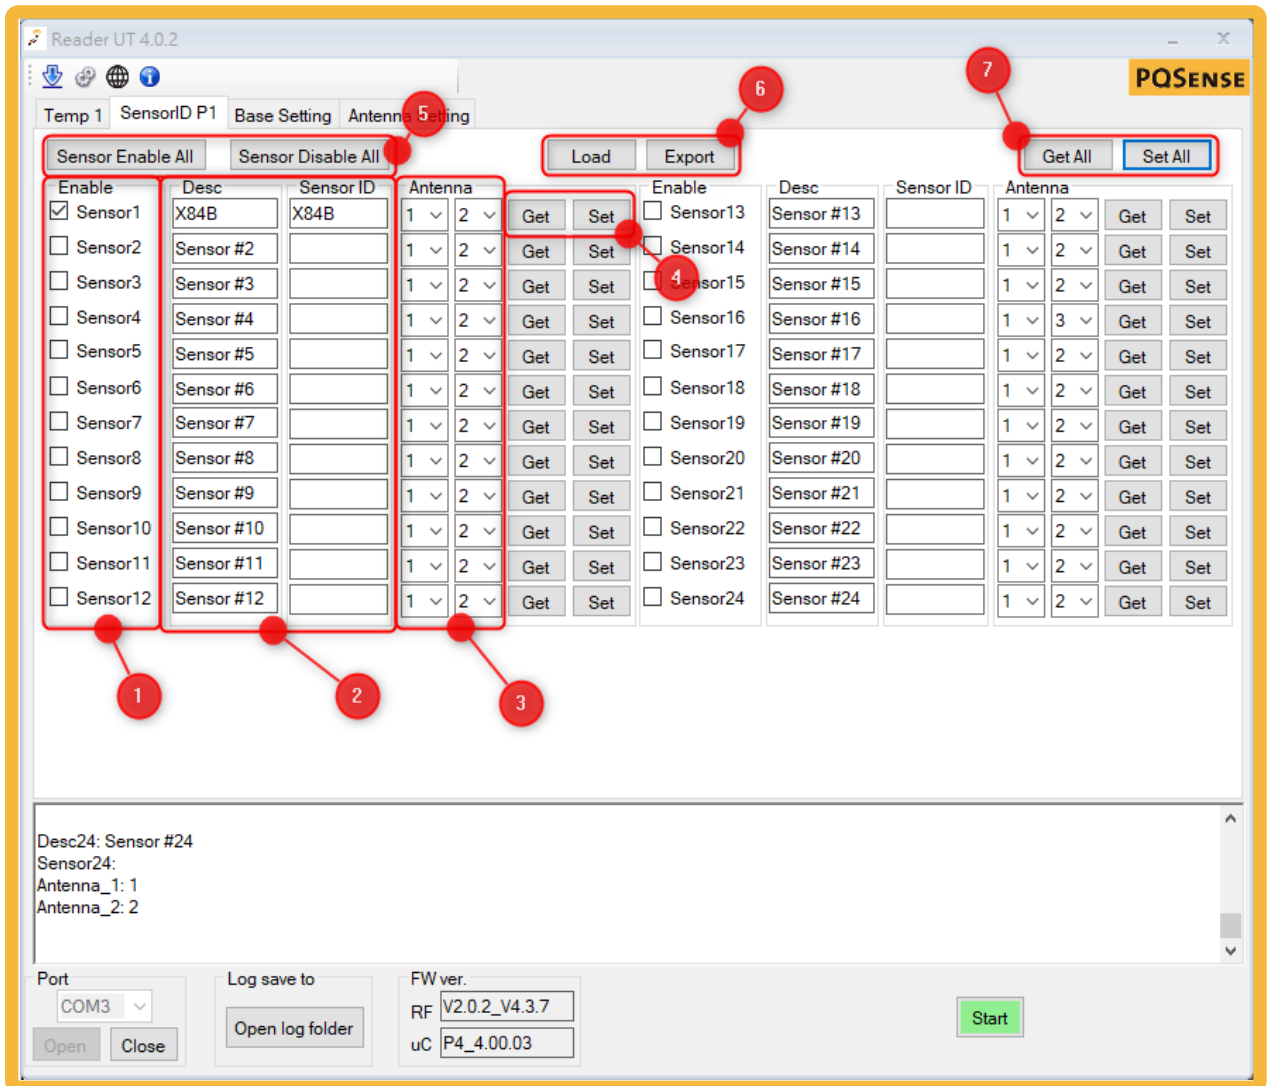 Reader UT 4.0.2
PQSENSE
Temp 1 SensorID P1 Base Setting Antenna Setting
5 6 7
Sensor Enable All Sensor Disable All Load Export Get All Set All
Enable Desc Sensor ID Antenna Enable Desc Sensor ID Antenna
Sensor1 X84B X84B 1 2 Get Set Sensor13 Sensor #13 1 2 Get Set
Sensor2 Sensor #2 1 2 Get Set Sensor14 Sensor #14 1 2 Get Set
4
Sensor3 Sensor #3 1 2 Get Set Sensor15 Sensor #15 1 2 Get Set
Sensor4 Sensor #4 1 2 Get Set Sensor16 Sensor #16 1 3 Get Set
Sensor5 Sensor #5 1 2 Get Set Sensor17 Sensor #17 1 2 Get Set
Sensor6 Sensor #6 1 2 Get Set Sensor18 Sensor #18 1 2 Get Set
Sensor7 Sensor #7 1 2 Get Set Sensor19 Sensor #19 1 2 Get Set
Sensor8 Sensor #8 1 2 Get Set Sensor20 Sensor #20 1 2 Get Set
Sensor9 Sensor #9 1 2 Get Set Sensor21 Sensor #21 1 2 Get Set
Sensor10 Sensor #10 1 2 Get Set Sensor22 Sensor #22 1 2 Get Set
Sensor11 Sensor #11 1 2 Get Set Sensor23 Sensor #23 1 2 Get Set
Sensor12 Sensor #12 1 2 Get Set Sensor24 Sensor #24 1 2 Get Set
1 2 3
Desc24: Sensor #24
Sensor24:
Antenna_1: 1
Antenna_2: 2
Port Log save to FW ver.
COM3 RF V2.0.2_V4.3.7
Open log folder Start
Open Close uC P4_4.00.03